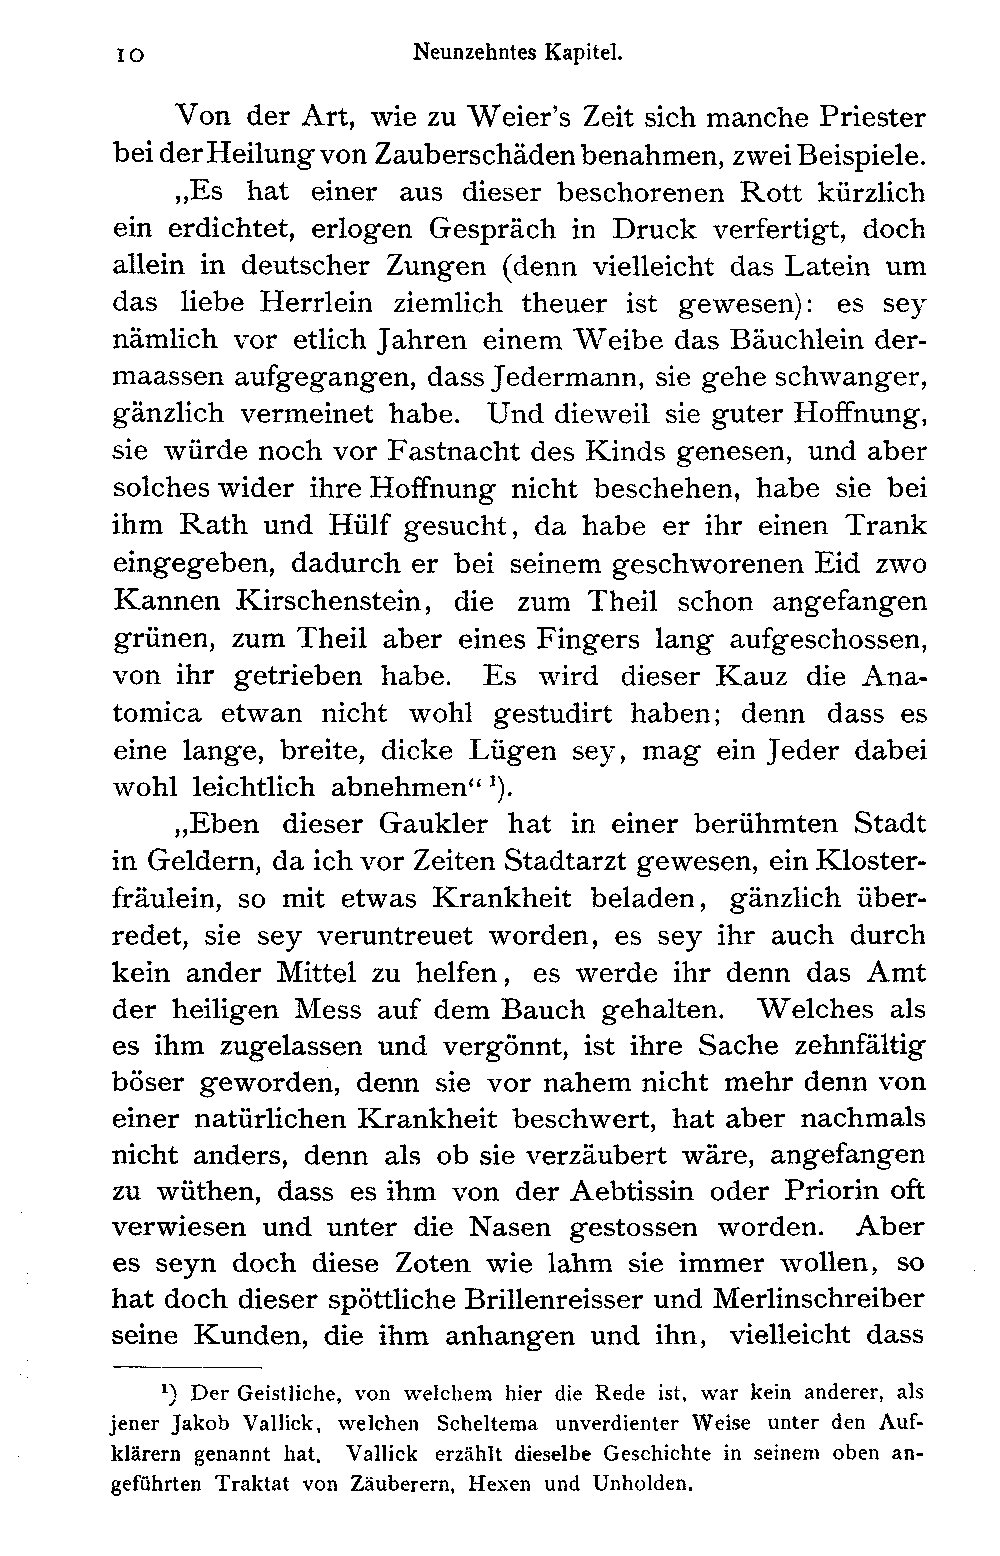 10 Neunzehntes Kapitel.
Von der Art, wie zu Weier's Zeit sich manche Priester
bei der Heilung von Zauberschäden benahmen, zwei Beispiele.
„Es hat einer aus dieser beschorenen Rott kürzlich
ein erdichtet, erlogen Gespräch in Druck verfertigt, doch
allein in deutscher Zungen (denn vielleicht das Latein um
das liebe Herrlein ziemlich theuer ist gewesen): es sey
nämlich vor etlich Jahren einem Weibe das Bäuchlein der-
maassen aufgegangen, dass Jedermann, sie gehe schwanger,
gänzlich vermeinet habe. Und dieweil sie guter Hoffnung,
sie würde noch vor Fastnacht des Kinds genesen, und aber
solches wider ihre Hoffnung nicht beschehen, habe sie bei
ihm Rath und Hülf gesucht, da habe er ihr einen Trank
eingegeben, dadurch er bei seinem geschworenen Eid zwo
Kannen Kirschenstein, die zum Theil schon angefangen
grünen, zum Theil aber eines Fingers lang aufgeschossen,
von ihr getrieben habe. Es wird dieser Kauz die Ana-
tomica etwan nicht wohl gestudirt haben; denn dass es
eine lange, breite, dicke Lügen sey, mag ein Jeder dabei
wohl leichtlich abnehmen“ ¹).
„Eben dieser Gaukler hat in einer berühmten Stadt
in Geldern, da ich vor Zeiten Stadtarzt gewesen, ein Kloster-
fräulein, so mit etwas Krankheit beladen, gänzlich über-
redet, sie sey veruntreuet worden, es sey ihr auch durch
kein ander Mittel zu helfen, es werde ihr denn das Amt
der heiligen Mess auf dem Bauch gehalten. Welches als
es ihm zugelassen und vergönnt, ist ihre Sache zehnfältig
böser geworden, denn sie vor nahem nicht mehr denn von
einer natürlichen Krankheit beschwert, hat aber nachmals
nicht anders, denn als ob sie verzäubert wäre, angefangen
zu wüthen, dass es ihm von der Aebtissin oder Priorin oft
verwiesen und unter die Nasen gestossen worden. Aber
es seyn doch diese Zoten wie lahm sie immer wollen, so
hat doch dieser spöttliche Brillenreisser und Merlinschreiber
seine Kunden, die ihm anhangen und ihn, vielleicht dass
¹) Der Geistliche, von welchem hier die Rede ist, war kein anderer, als
jener Jakob Vallick, welchen Scheltema unverdienter Weise unter den Auf-
klärern genannt hat. Vallick erzählt dieselbe Geschichte in seinem oben an-
geführten Traktat von Zäuberern, Hexen und Unholden.